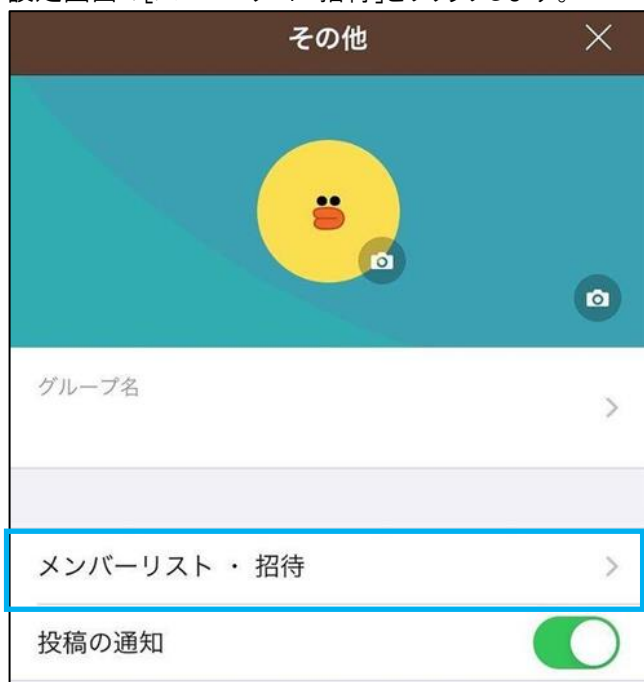 その他
グループ名
メンバーリスト ・ 招待
投稿の通知